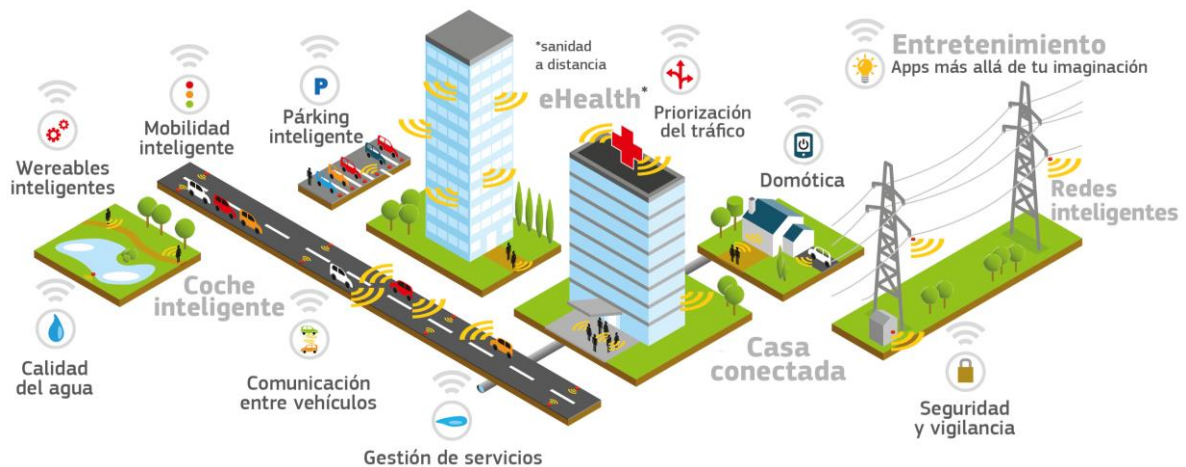 Wereables
inteligentes
Mobilidad
inteligente
P
Párking
inteligente
*sanidad
a distancia
eHealth*
Priorización
del tráfico
Domótica
Entretenimiento
Apps más allá de tu imaginación
Redes
inteligentes
Coche
inteligente
Calidad
del agua
Comunicación
entre vehículos
Gestión de servicios
Casa
conectada
Seguridad
y vigilancia